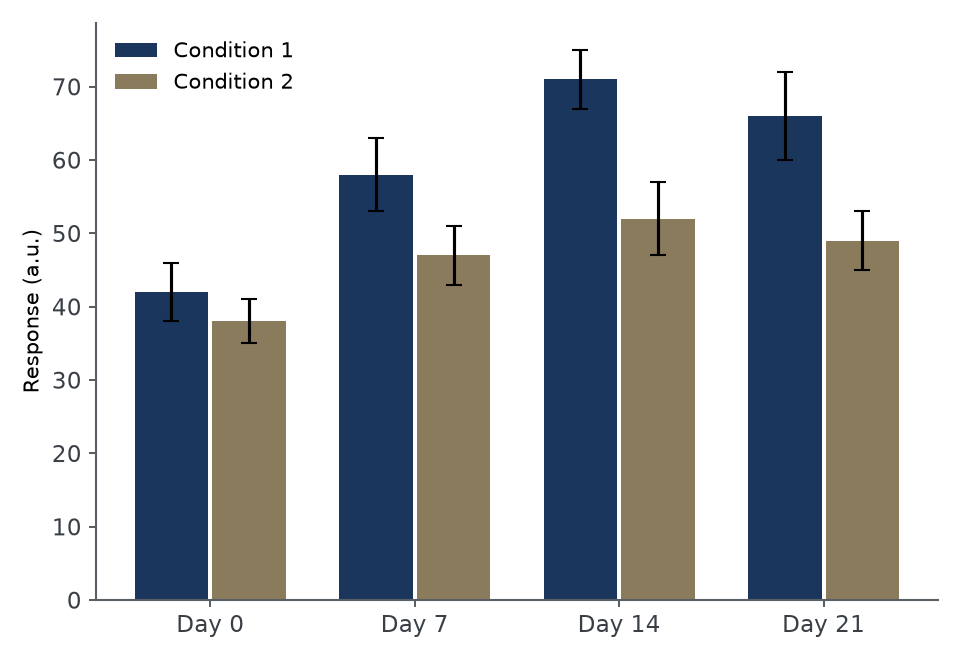 Condition 1
Condition 2
Response (a.u.)
70
60
50
40
30
20
10
0
Day 0
Day 7
Day 14
Day 21